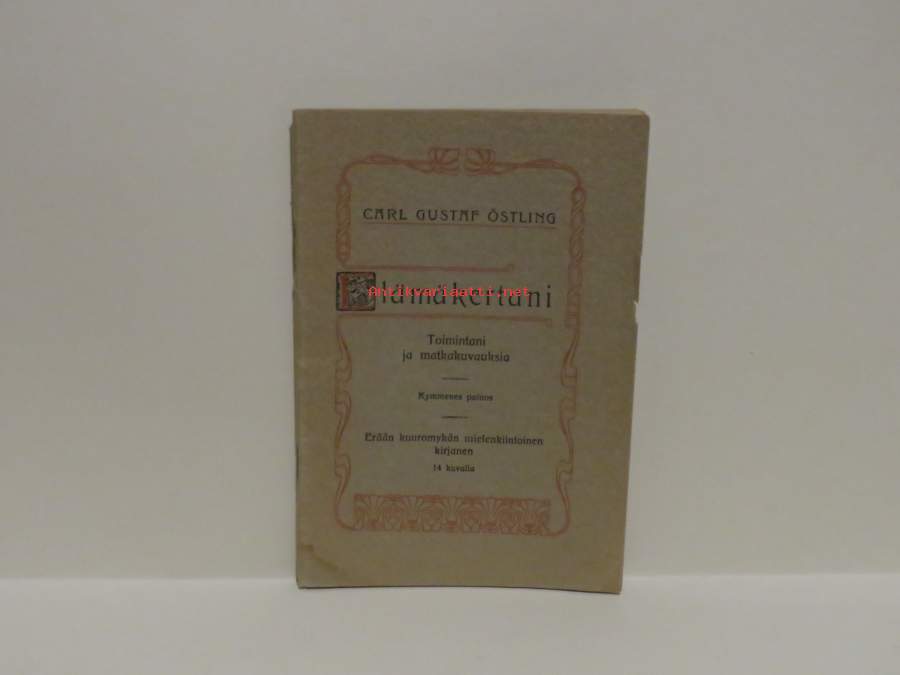 CARL GUSTAF ÖSTLING
Elämäkertani
Antikvariaatti.net
Toimintani
ja matkakuvauksia
Kymmenes painos
Erään kuuromykän mielenkiintoinen
kirjanen
14 kuvalla